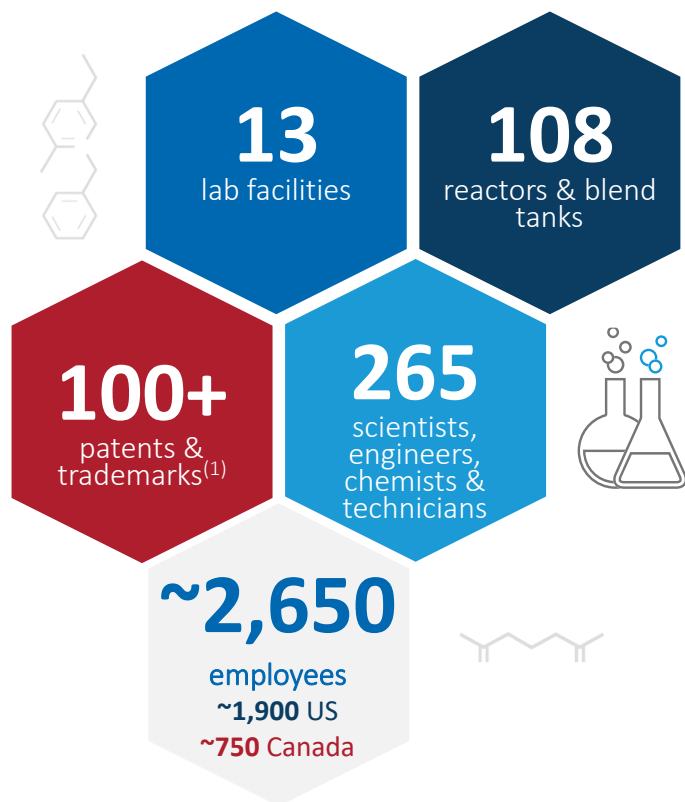 13
lab facilities
108
reactors & blend
tanks
100+
patents &
trademarks(1)
265
scientists,
engineers,
chemists &
technicians
~2,650
employees
~1,900 US
~750 Canada